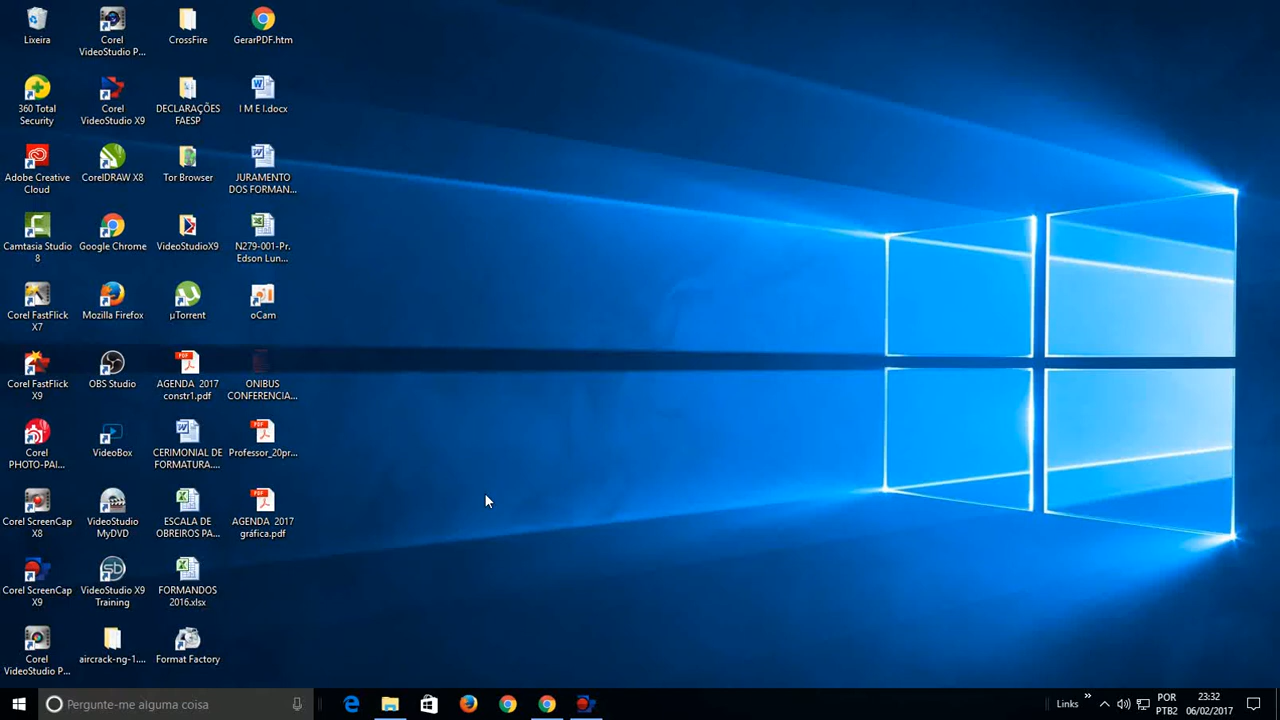 Lixeira
360 Total
Security
Adobe Creative
Cloud
Camtasia Studio
8
Corel FastFlick
X7
Corel FastFlick
X9
Corel
PHOTO-PAI...
Corel ScreenCap
X8
Corel ScreenCap
X9
Corel
VideoStudio P...
Corel
VideoStudio P...
Corel
VideoStudio X9
CorelDRAW X8
Google Chrome
Mozilla Firefox
OBS Studio
VideoBox
VideoStudio
MyDVD
VideoStudio X9
Training
aircrack-ng-1....
CrossFire
DECLARAÇÕES
FAESP
Tor Browser
VideoStudioX9
µTorrent
AGENDA 2017
constr1.pdf
CERIMONIAL DE
FORMATURA....
ESCALA DE
OBREIROS PA...
FORMANDOS
2016.xlsx
Format Factory
GerarPDF.htm
I M E I.docx
JURAMENTO
DOS FORMAN...
N279-001-Pr.
Edson Lun...
oCam
ONIBUS
CONFERENCIA...
Professor_20pr...
AGENDA 2017
gráfica.pdf
Pergunte-me alguma coisa
Links
POR
PTB2
23:32
06/02/2017